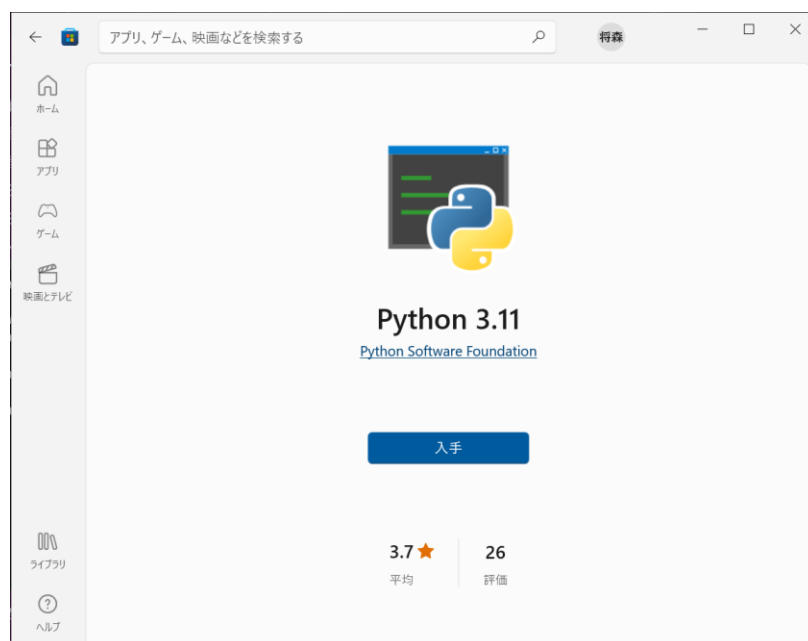 アプリ、ゲーム、映画などを検索する
将森
ホーム
アプリ
ゲーム
映画とテレビ
Python 3.11
Python Software Foundation
入手
3.7
26
平均
評価
ライブラリ
ヘルプ